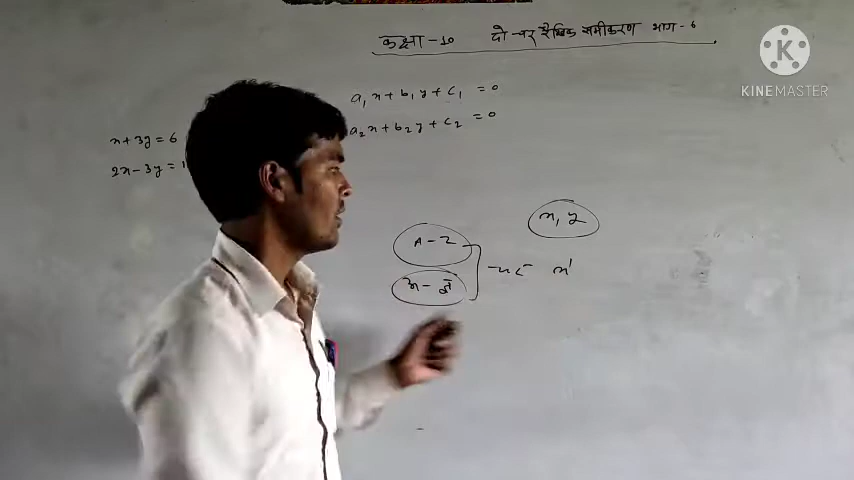 कक्षा - 10 दो चर रैखिक समीकरण भाग - 6
KINEMASTER
a₁x + b₁y + c₁ = 0
a₂x + b₂y + c₂ = 0
x + 3y = 6
2x - 3y = 1
x, y
A - Z
अ - ज्ञ